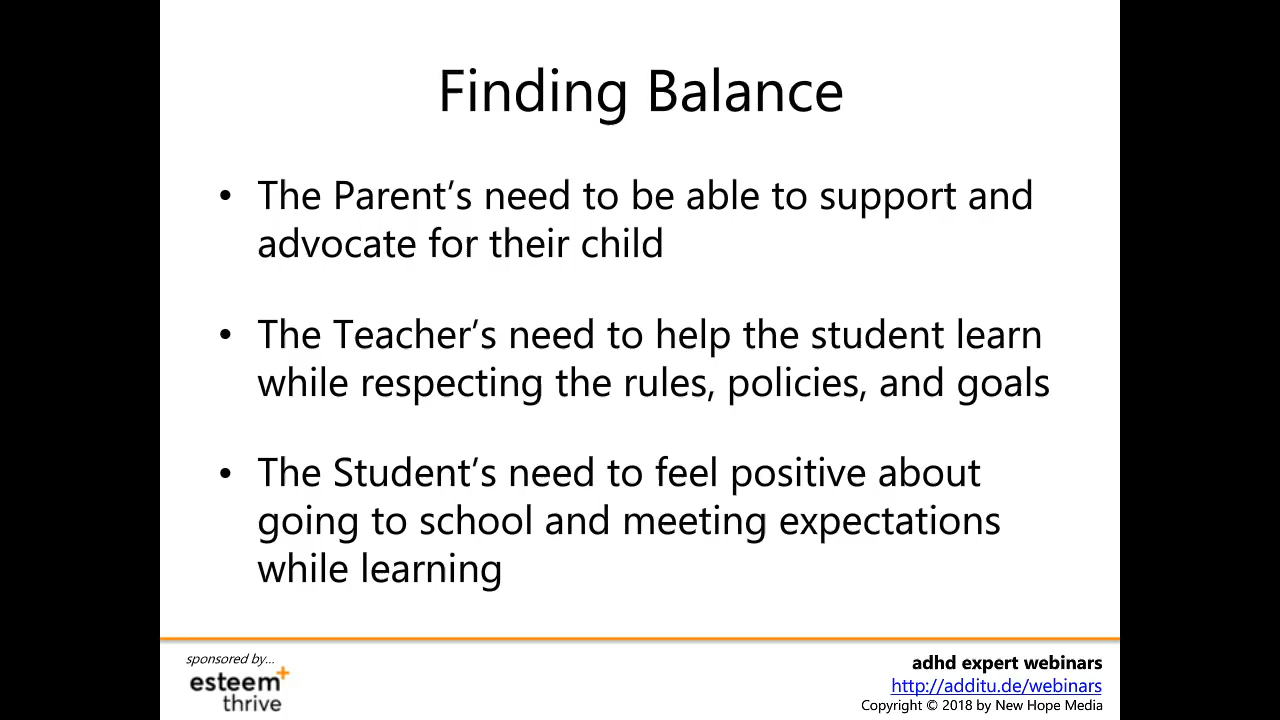 Finding Balance
• The Parent’s need to be able to support and
advocate for their child
• The Teacher’s need to help the student learn
while respecting the rules, policies, and goals
• The Student’s need to feel positive about
going to school and meeting expectations
while learning
sponsored by...
esteem+
thrive
adhd expert webinars
http://additu.de/webinars
Copyright © 2018 by New Hope Media